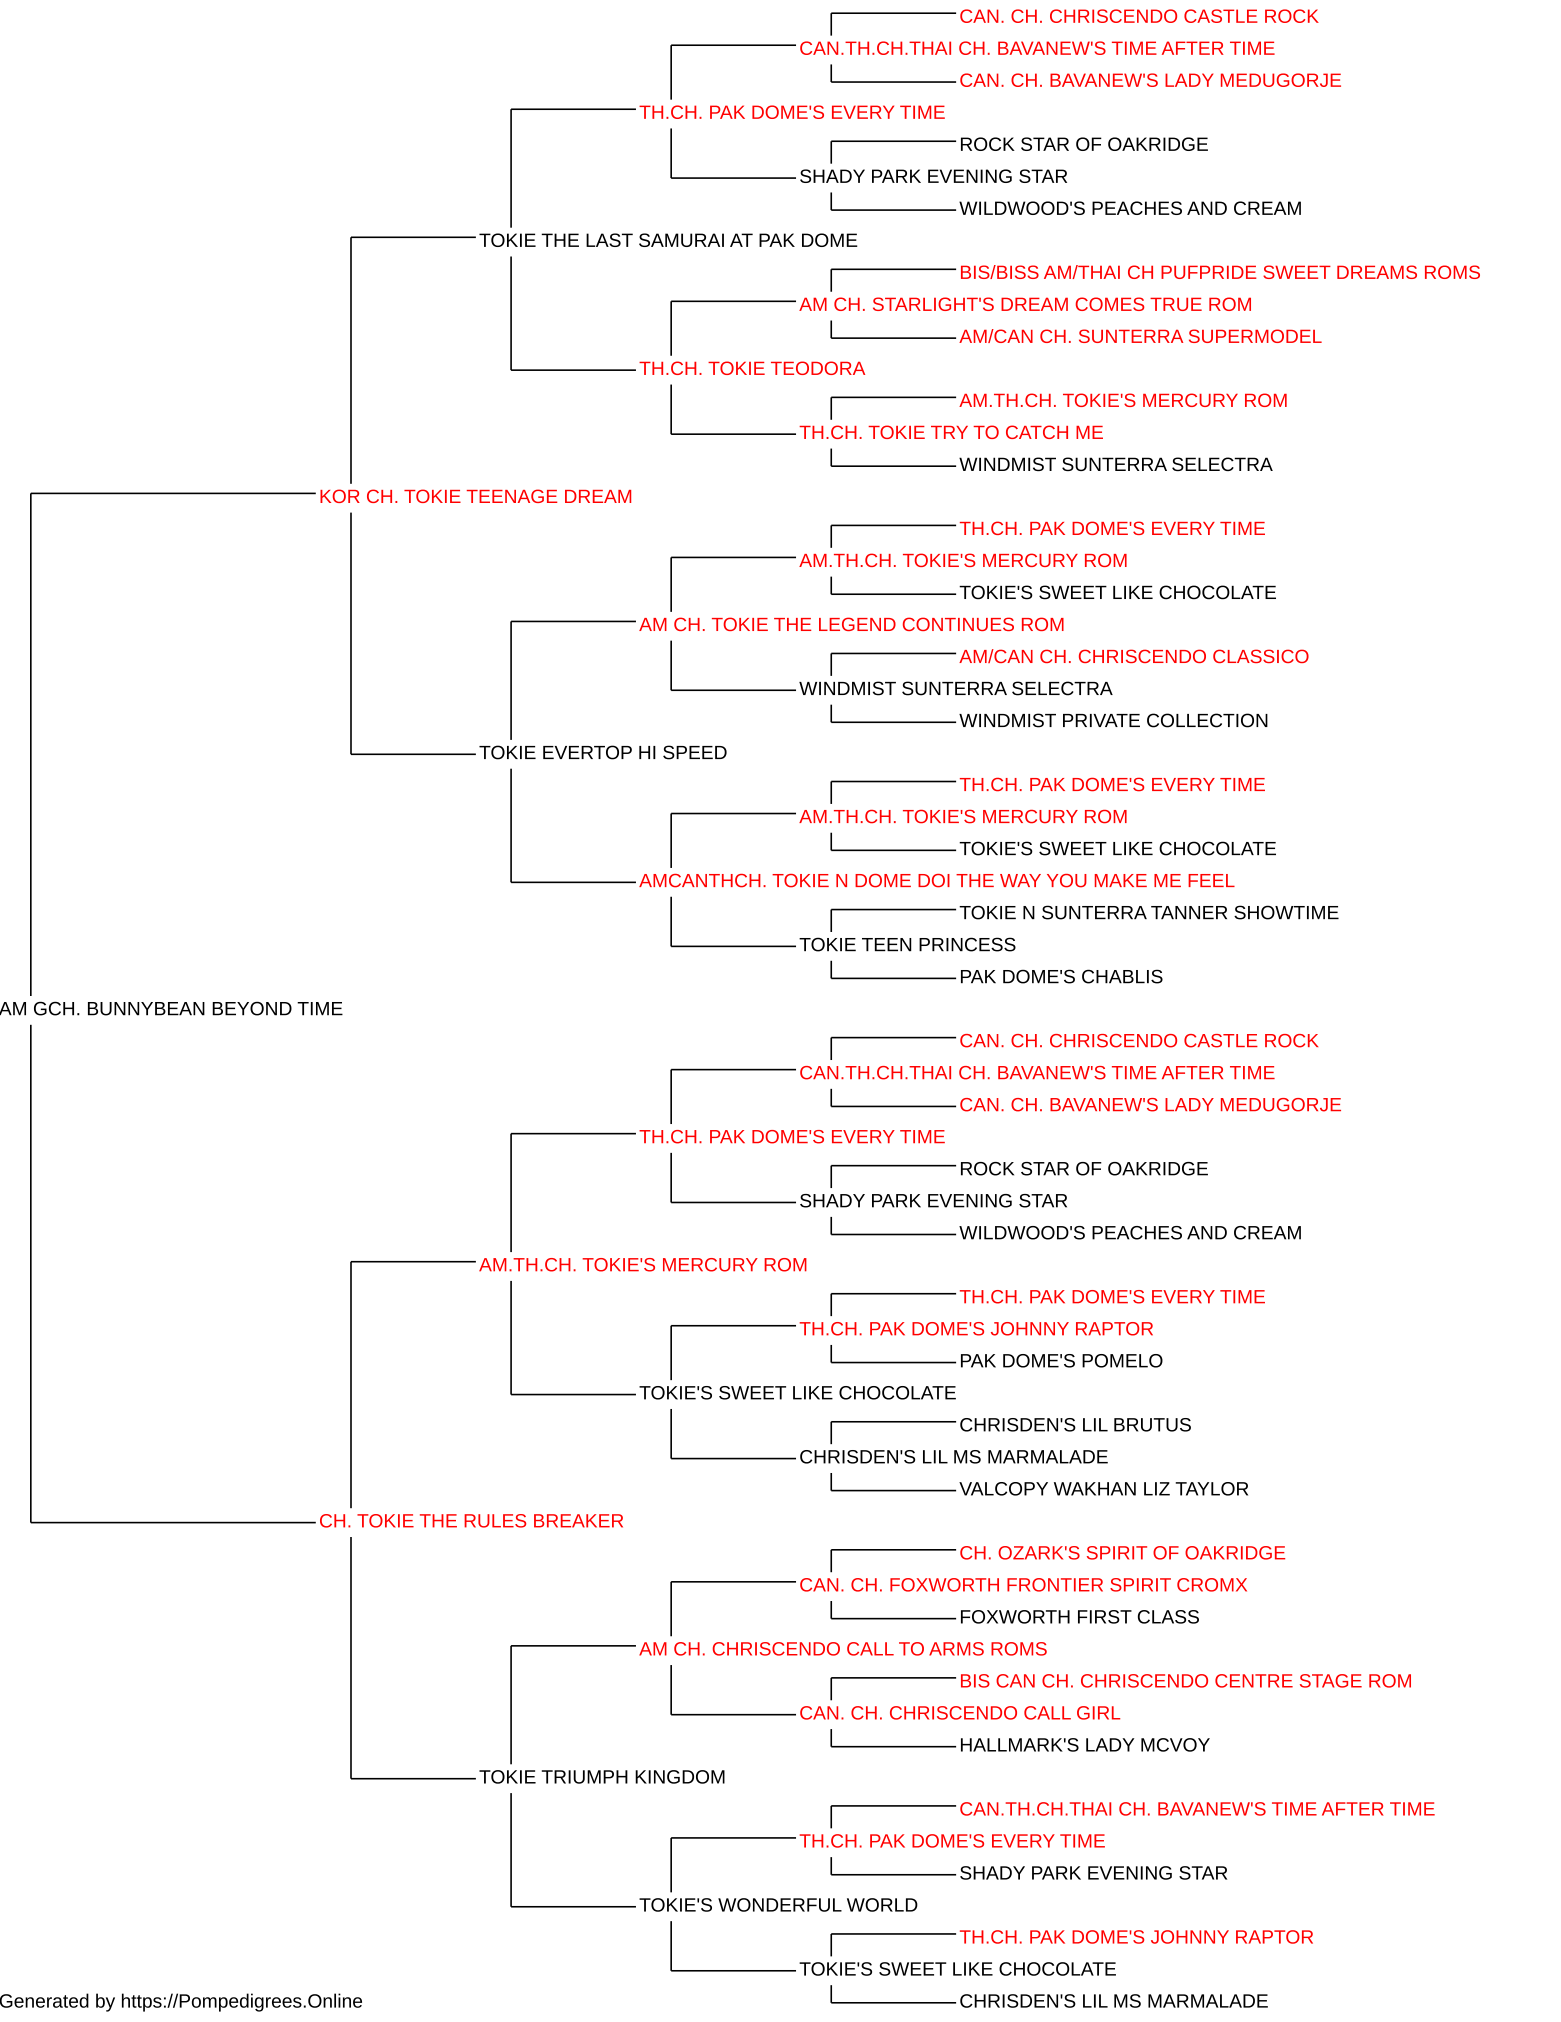 CAN. CH. CHRISCENDO CASTLE ROCK
CAN.TH.CH.THAI CH. BAVANEW'S TIME AFTER TIME
CAN. CH. BAVANEW'S LADY MEDUGORJE
TH.CH. PAK DOME'S EVERY TIME
ROCK STAR OF OAKRIDGE
SHADY PARK EVENING STAR
WILDWOOD'S PEACHES AND CREAM
TOKIE THE LAST SAMURAI AT PAK DOME
BIS/BISS AM/THAI CH PUFPRIDE SWEET DREAMS ROMS
AM CH. STARLIGHT'S DREAM COMES TRUE ROM
AM/CAN CH. SUNTERRA SUPERMODEL
TH.CH. TOKIE TEODORA
AM.TH.CH. TOKIE'S MERCURY ROM
TH.CH. TOKIE TRY TO CATCH ME
WINDMIST SUNTERRA SELECTRA
KOR CH. TOKIE TEENAGE DREAM
TH.CH. PAK DOME'S EVERY TIME
AM.TH.CH. TOKIE'S MERCURY ROM
TOKIE'S SWEET LIKE CHOCOLATE
AM CH. TOKIE THE LEGEND CONTINUES ROM
AM/CAN CH. CHRISCENDO CLASSICO
WINDMIST SUNTERRA SELECTRA
WINDMIST PRIVATE COLLECTION
TOKIE EVERTOP HI SPEED
TH.CH. PAK DOME'S EVERY TIME
AM.TH.CH. TOKIE'S MERCURY ROM
TOKIE'S SWEET LIKE CHOCOLATE
AMCANTHCH. TOKIE N DOME DOI THE WAY YOU MAKE ME FEEL
TOKIE N SUNTERRA TANNER SHOWTIME
TOKIE TEEN PRINCESS
PAK DOME'S CHABLIS
AM GCH. BUNNYBEAN BEYOND TIME
CAN. CH. CHRISCENDO CASTLE ROCK
CAN.TH.CH.THAI CH. BAVANEW'S TIME AFTER TIME
CAN. CH. BAVANEW'S LADY MEDUGORJE
TH.CH. PAK DOME'S EVERY TIME
ROCK STAR OF OAKRIDGE
SHADY PARK EVENING STAR
WILDWOOD'S PEACHES AND CREAM
AM.TH.CH. TOKIE'S MERCURY ROM
TH.CH. PAK DOME'S EVERY TIME
TH.CH. PAK DOME'S JOHNNY RAPTOR
PAK DOME'S POMELO
TOKIE'S SWEET LIKE CHOCOLATE
CHRISDEN'S LIL BRUTUS
CHRISDEN'S LIL MS MARMALADE
VALCOPY WAKHAN LIZ TAYLOR
CH. TOKIE THE RULES BREAKER
CH. OZARK'S SPIRIT OF OAKRIDGE
CAN. CH. FOXWORTH FRONTIER SPIRIT CROMX
FOXWORTH FIRST CLASS
AM CH. CHRISCENDO CALL TO ARMS ROMS
BIS CAN CH. CHRISCENDO CENTRE STAGE ROM
CAN. CH. CHRISCENDO CALL GIRL
HALLMARK'S LADY MCVOY
TOKIE TRIUMPH KINGDOM
CAN.TH.CH.THAI CH. BAVANEW'S TIME AFTER TIME
TH.CH. PAK DOME'S EVERY TIME
SHADY PARK EVENING STAR
TOKIE'S WONDERFUL WORLD
TH.CH. PAK DOME'S JOHNNY RAPTOR
TOKIE'S SWEET LIKE CHOCOLATE
CHRISDEN'S LIL MS MARMALADE
Generated by https://Pompedigrees.Online